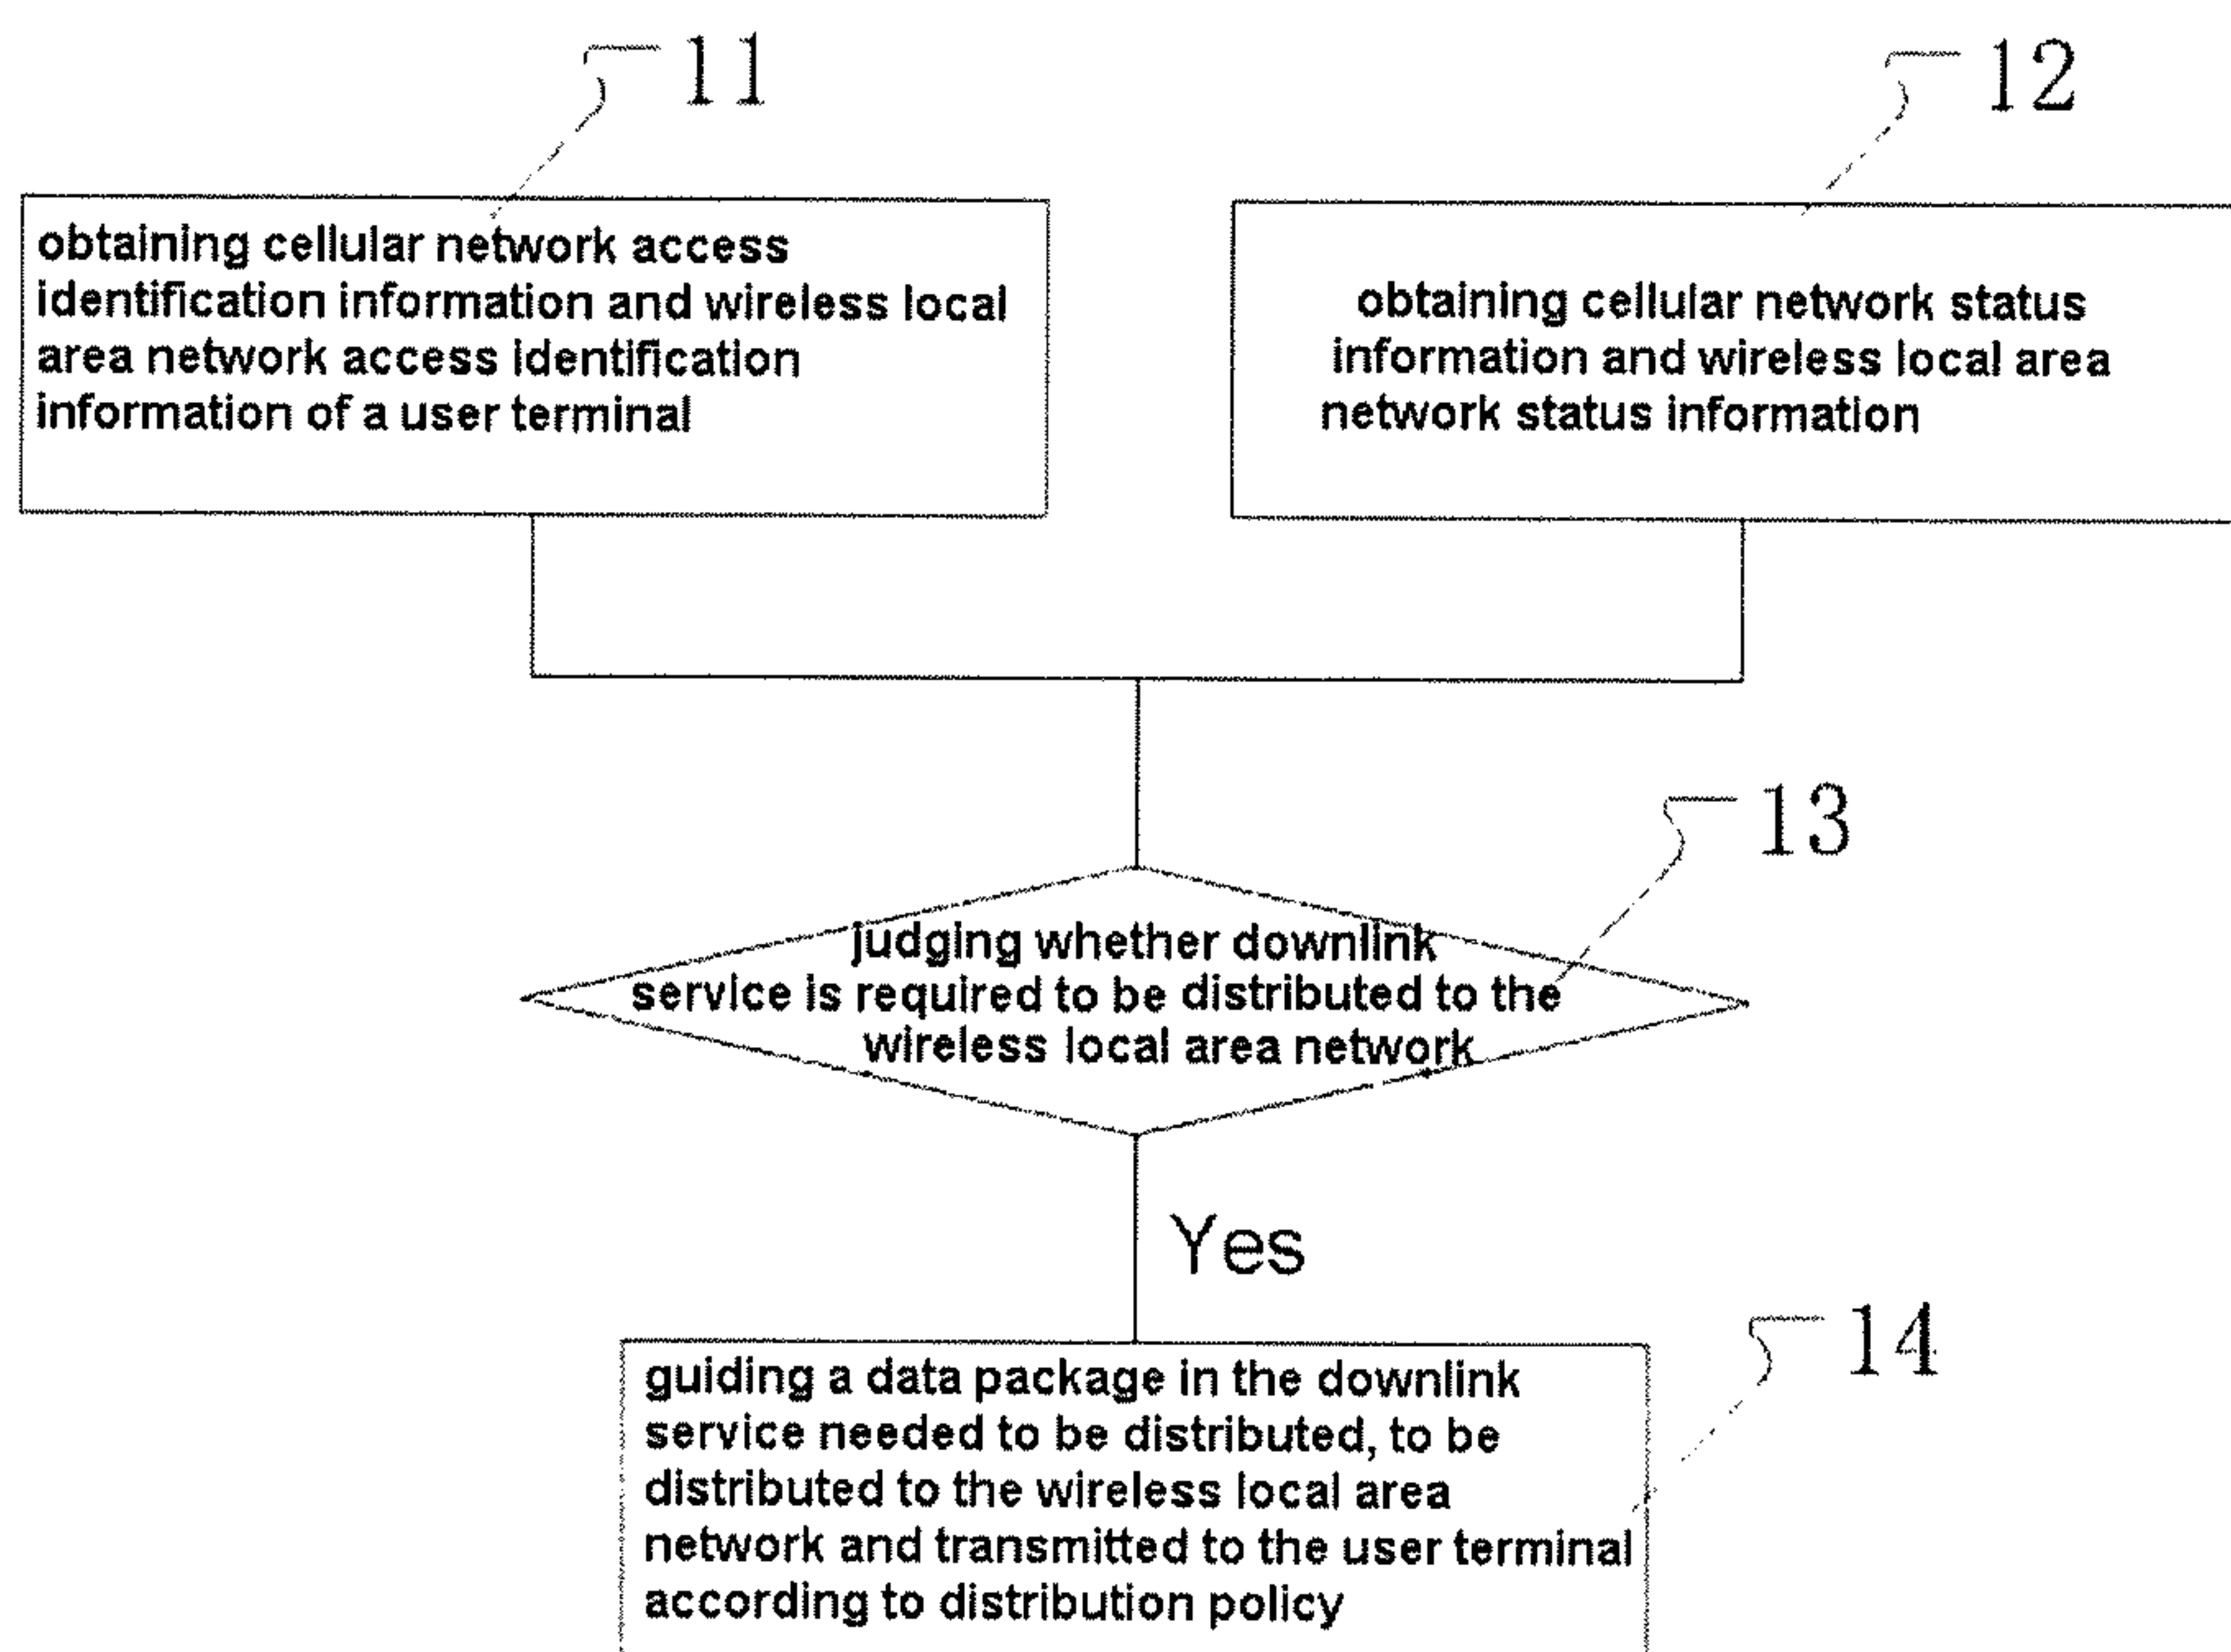 11
12
obtaining cellular network access
identification information and wireless local
area network access identification
information of a user terminal
obtaining cellular network status
information and wireless local area
network status information
13
judging whether downlink
service is required to be distributed to the
wireless local area network
Yes
14
guiding a data package in the downlink
service needed to be distributed, to be
distributed to the wireless local area
network and transmitted to the user terminal
according to distribution policy